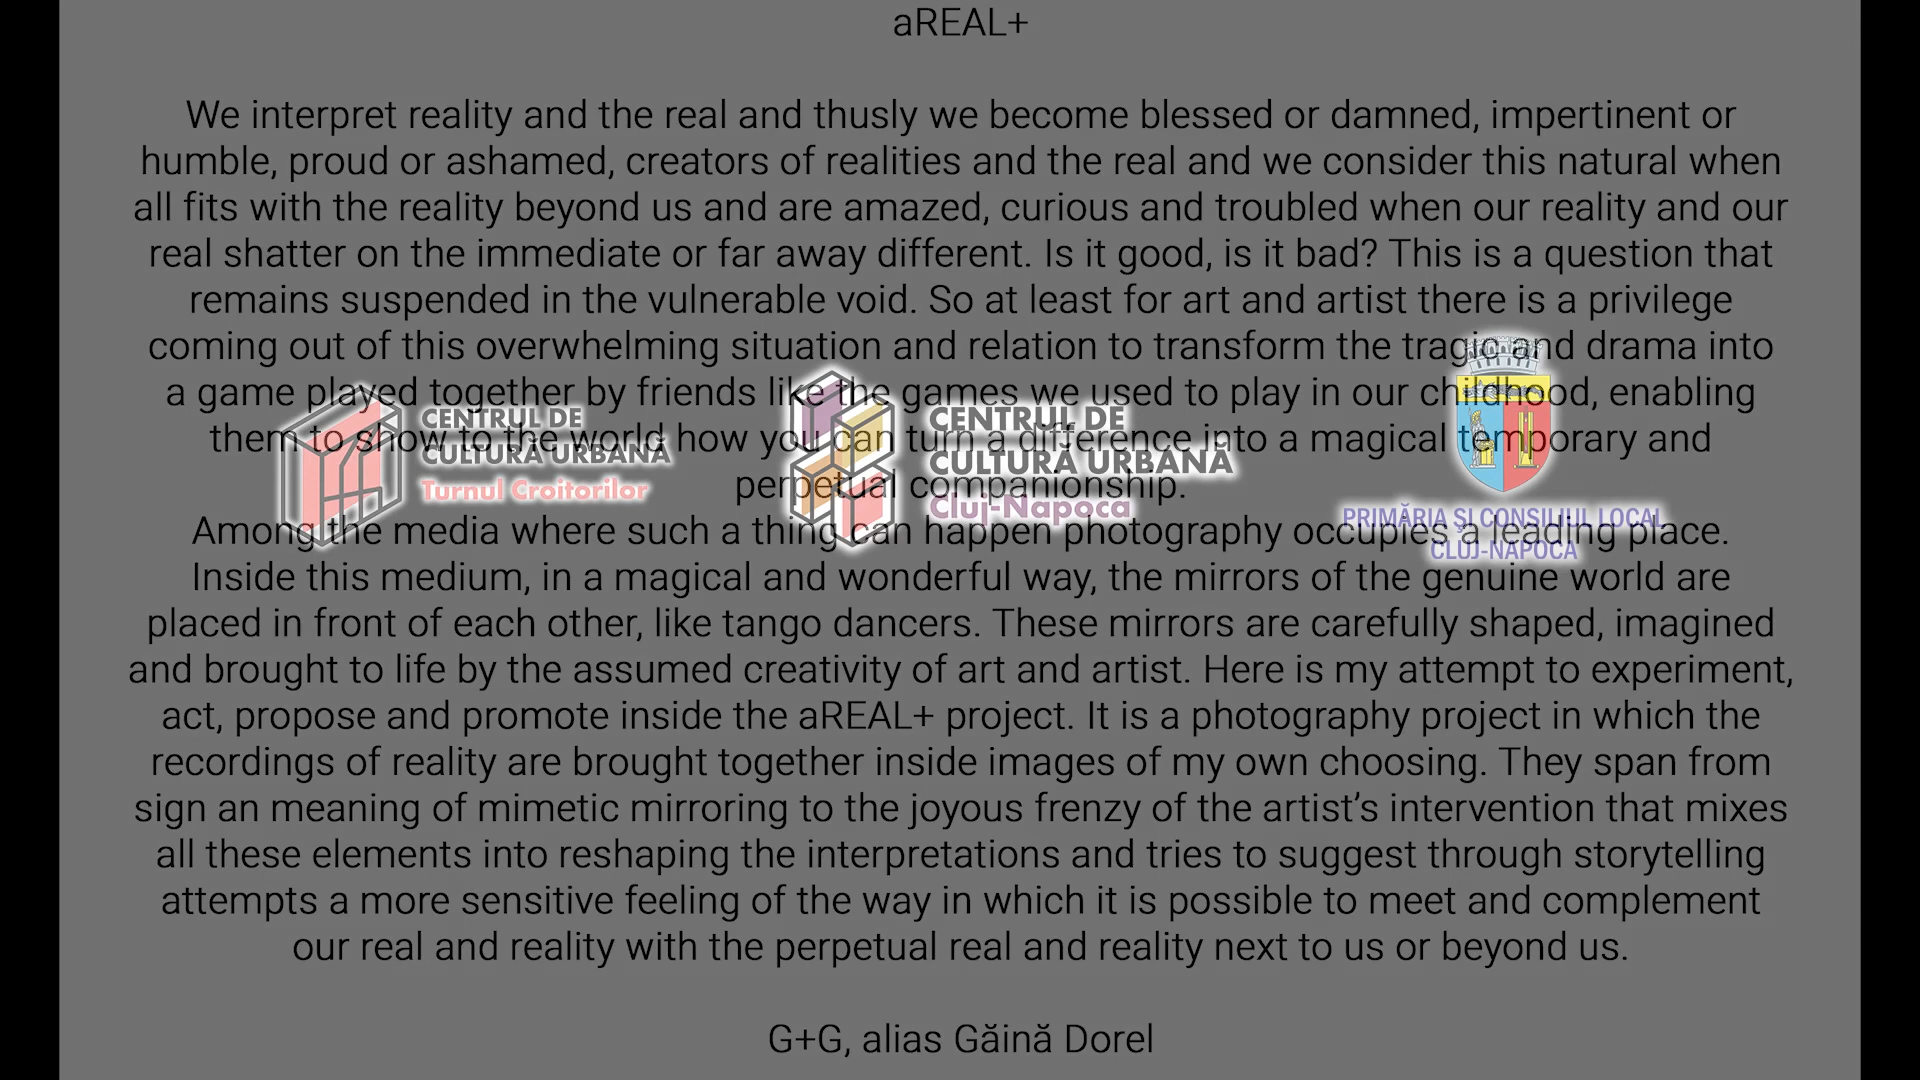 aREAL+
We interpret reality and the real and thusly we become blessed or damned, impertinent or
humble, proud or ashamed, creators of realities and the real and we consider this natural when
all fits with the reality beyond us and are amazed, curious and troubled when our reality and our
real shatter on the immediate or far away different. Is it good, is it bad? This is a question that
remains suspended in the vulnerable void. So at least for art and artist there is a privilege
coming out of this overwhelming situation and relation to transform the tragic and drama into
a game played together by friends like the games we used to play in our childhood, enabling
them to show to the world how you can turn a difference into a magical temporary and
perpetual companionship.
Among the media where such a thing can happen photography occupies a leading place.
Inside this medium, in a magical and wonderful way, the mirrors of the genuine world are
placed in front of each other, like tango dancers. These mirrors are carefully shaped, imagined
and brought to life by the assumed creativity of art and artist. Here is my attempt to experiment,
act, propose and promote inside the aREAL+ project. It is a photography project in which the
recordings of reality are brought together inside images of my own choosing. They span from
sign an meaning of mimetic mirroring to the joyous frenzy of the artist’s intervention that mixes
all these elements into reshaping the interpretations and tries to suggest through storytelling
attempts a more sensitive feeling of the way in which it is possible to meet and complement
our real and reality with the perpetual real and reality next to us or beyond us.
G+G, alias Găină Dorel
CENTRUL DE
CULTURĂ URBANĂ
Turnul Croitorilor
CENTRUL DE
CULTURĂ URBANĂ
Cluj-Napoca
PRIMĂRIA ŞI CONSILIUL LOCAL
CLUJ-NAPOCA